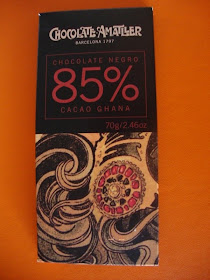 CHOCOLATE AMATLLER
BARCELONA 1797
CHOCOLATE NEGRO
85%
CACAO GHANA
70g/2.46oz